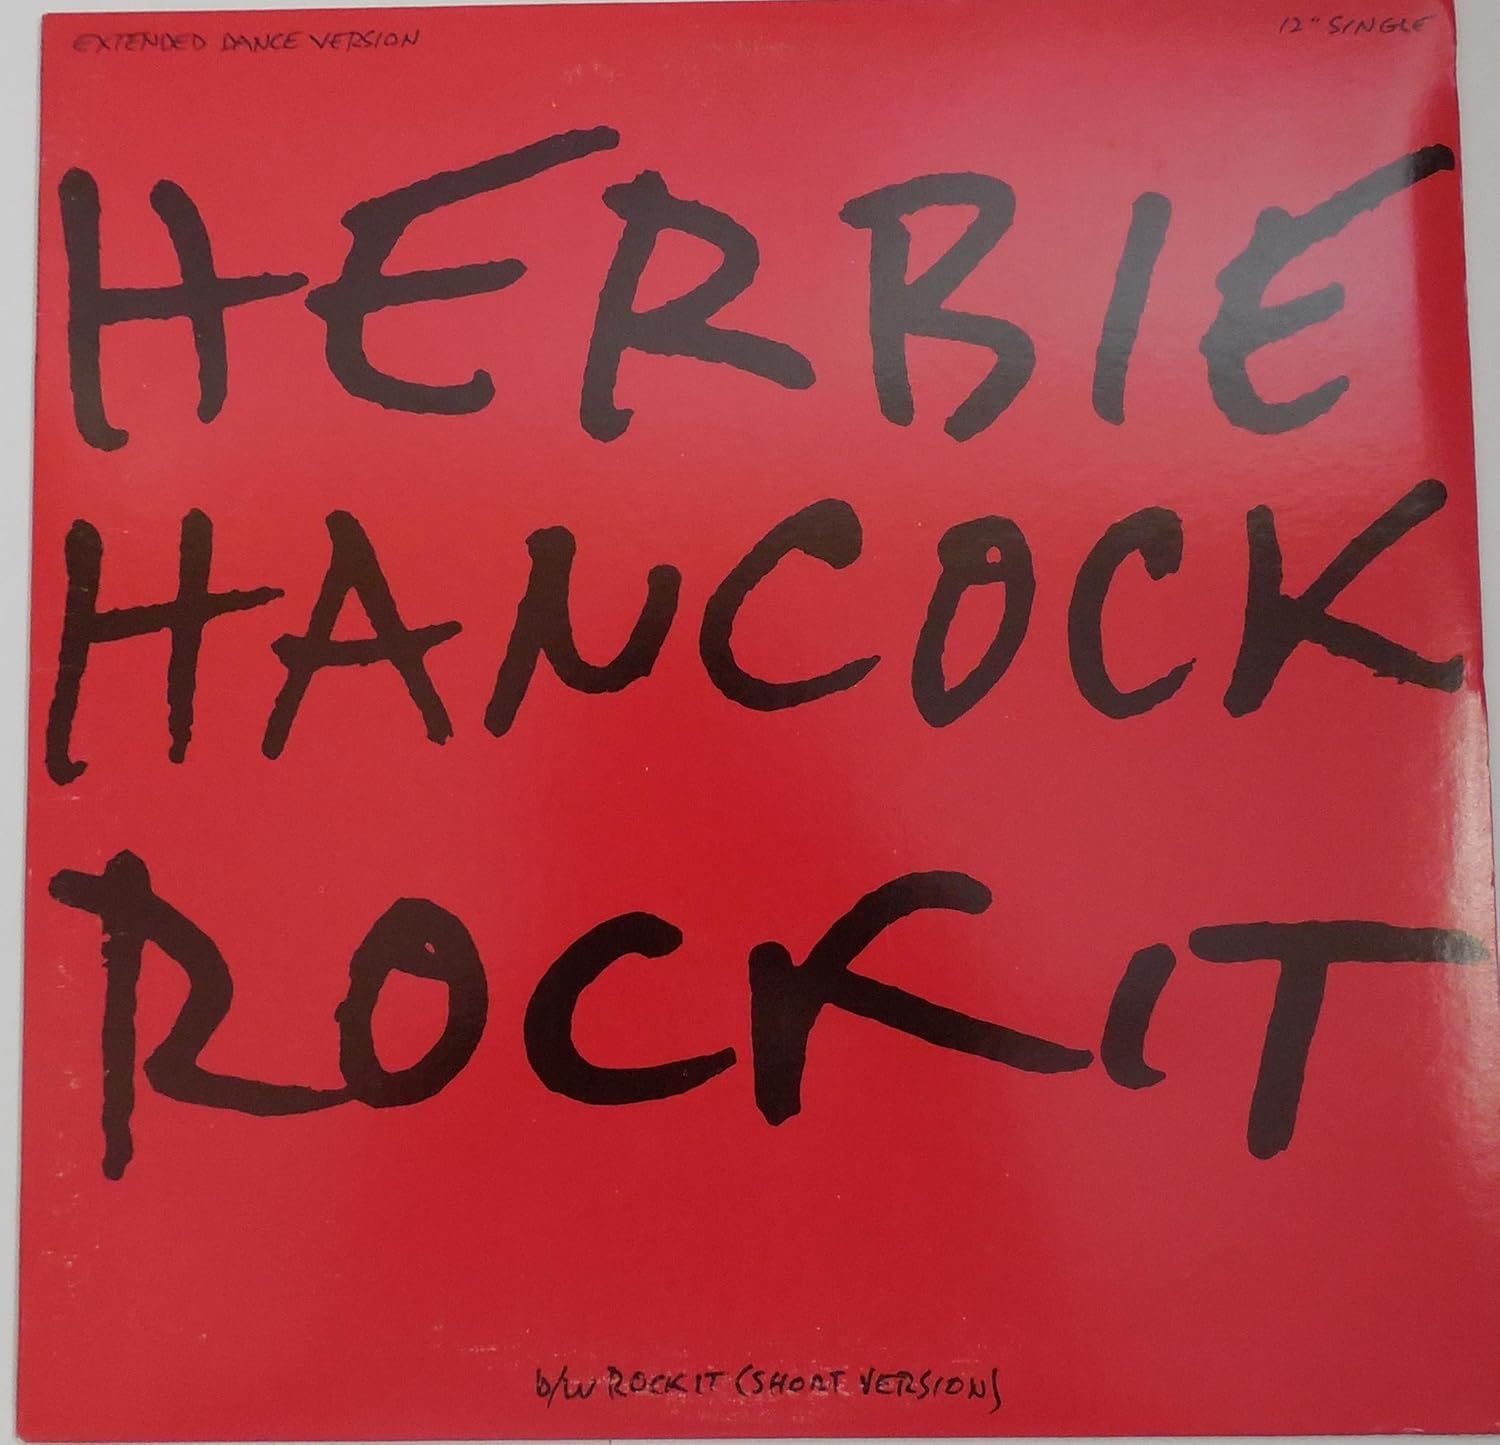 EXTENDED DANCE VERSION
12" SINGLE
HERBIE
HANCOCK
ROCKIT
b/w ROCKIT (SHORT VERSION)